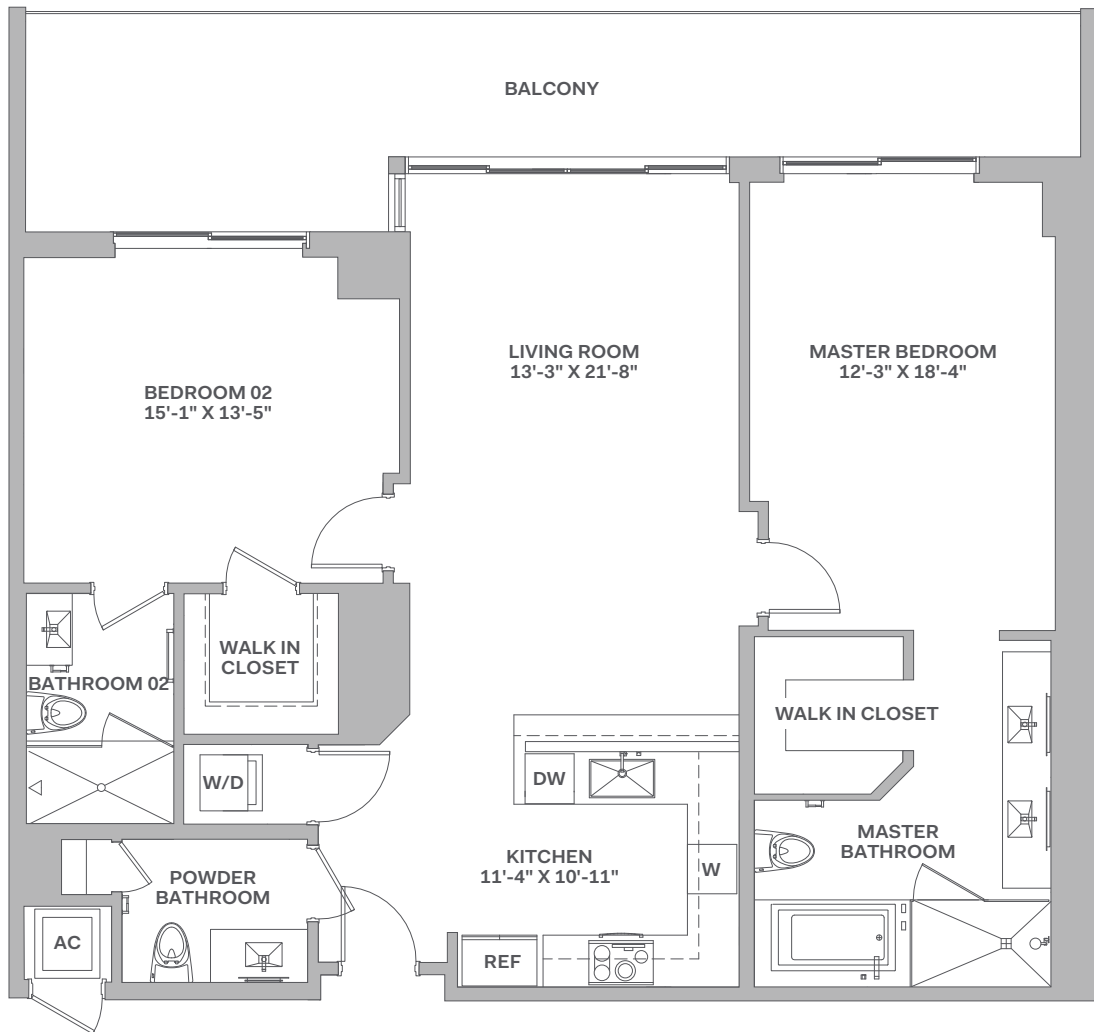 BALCONY
LIVING ROOM
13'-3" X 21'-8"
MASTER BEDROOM
12'-3" X 18'-4"
BEDROOM 02
15'-1" X 13'-5"
WALK IN
CLOSET
BATHROOM 02
WALK IN CLOSET
W/D
DW
MASTER
BATHROOM
KITCHEN
11'-4" X 10'-11"
W
POWDER
BATHROOM
AC
REF